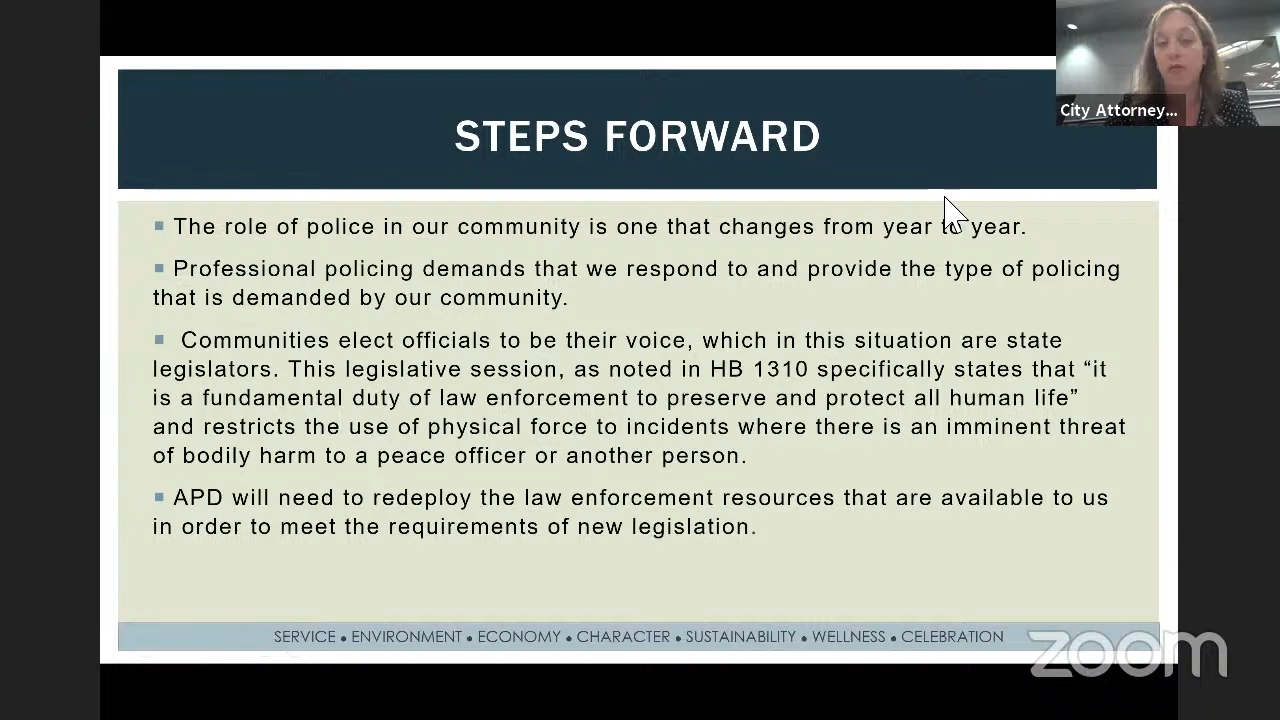 City Attorney...
STEPS FORWARD
The role of police in our community is one that changes from year to year.
Professional policing demands that we respond to and provide the type of policing
that is demanded by our community.
Communities elect officials to be their voice, which in this situation are state
legislators. This legislative session, as noted in HB 1310 specifically states that “it
is a fundamental duty of law enforcement to preserve and protect all human life”
and restricts the use of physical force to incidents where there is an imminent threat
of bodily harm to a peace officer or another person.
APD will need to redeploy the law enforcement resources that are available to us
in order to meet the requirements of new legislation.
SERVICE • ENVIRONMENT • ECONOMY • CHARACTER • SUSTAINABILITY • WELLNESS • CELEBRATION
zoom